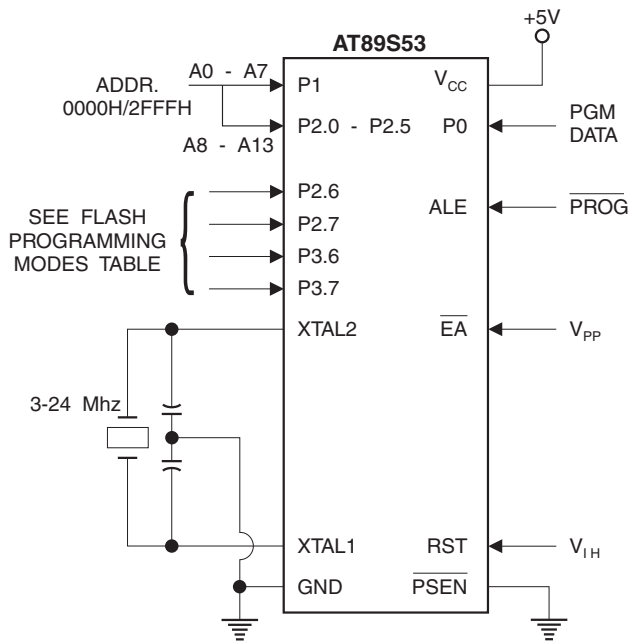 +5V
AT89S53
A0 - A7
ADDR.
0000H/2FFFH
P1
VCC
PGM
DATA
P2.0 - P2.5
P0
A8 - A13
P2.6
SEE FLASH
PROGRAMMING
MODES TABLE
P2.7
ALE
PROG
P3.6
P3.7
XTAL2
EA
VPP
3-24 Mhz
XTAL1
RST
VIH
GND
PSEN